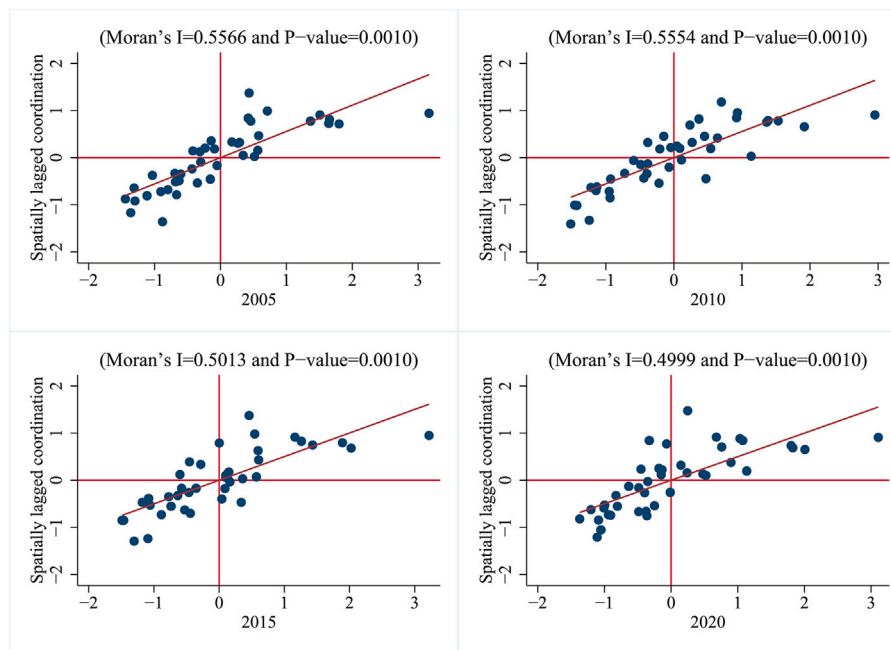 (Moran's I=0.5566 and P−value=0.0010)
Spatially lagged coordination
2
1
0
−1
−2
−2 −1 0 1 2 3
2005
(Moran's I=0.5554 and P−value=0.0010)
Spatially lagged coordination
2
1
0
−1
−2
−2 −1 0 1 2 3
2010
(Moran's I=0.5013 and P−value=0.0010)
Spatially lagged coordination
2
1
0
−1
−2
−2 −1 0 1 2 3
2015
(Moran's I=0.4999 and P−value=0.0010)
Spatially lagged coordination
2
1
0
−1
−2
−2 −1 0 1 2 3
2020